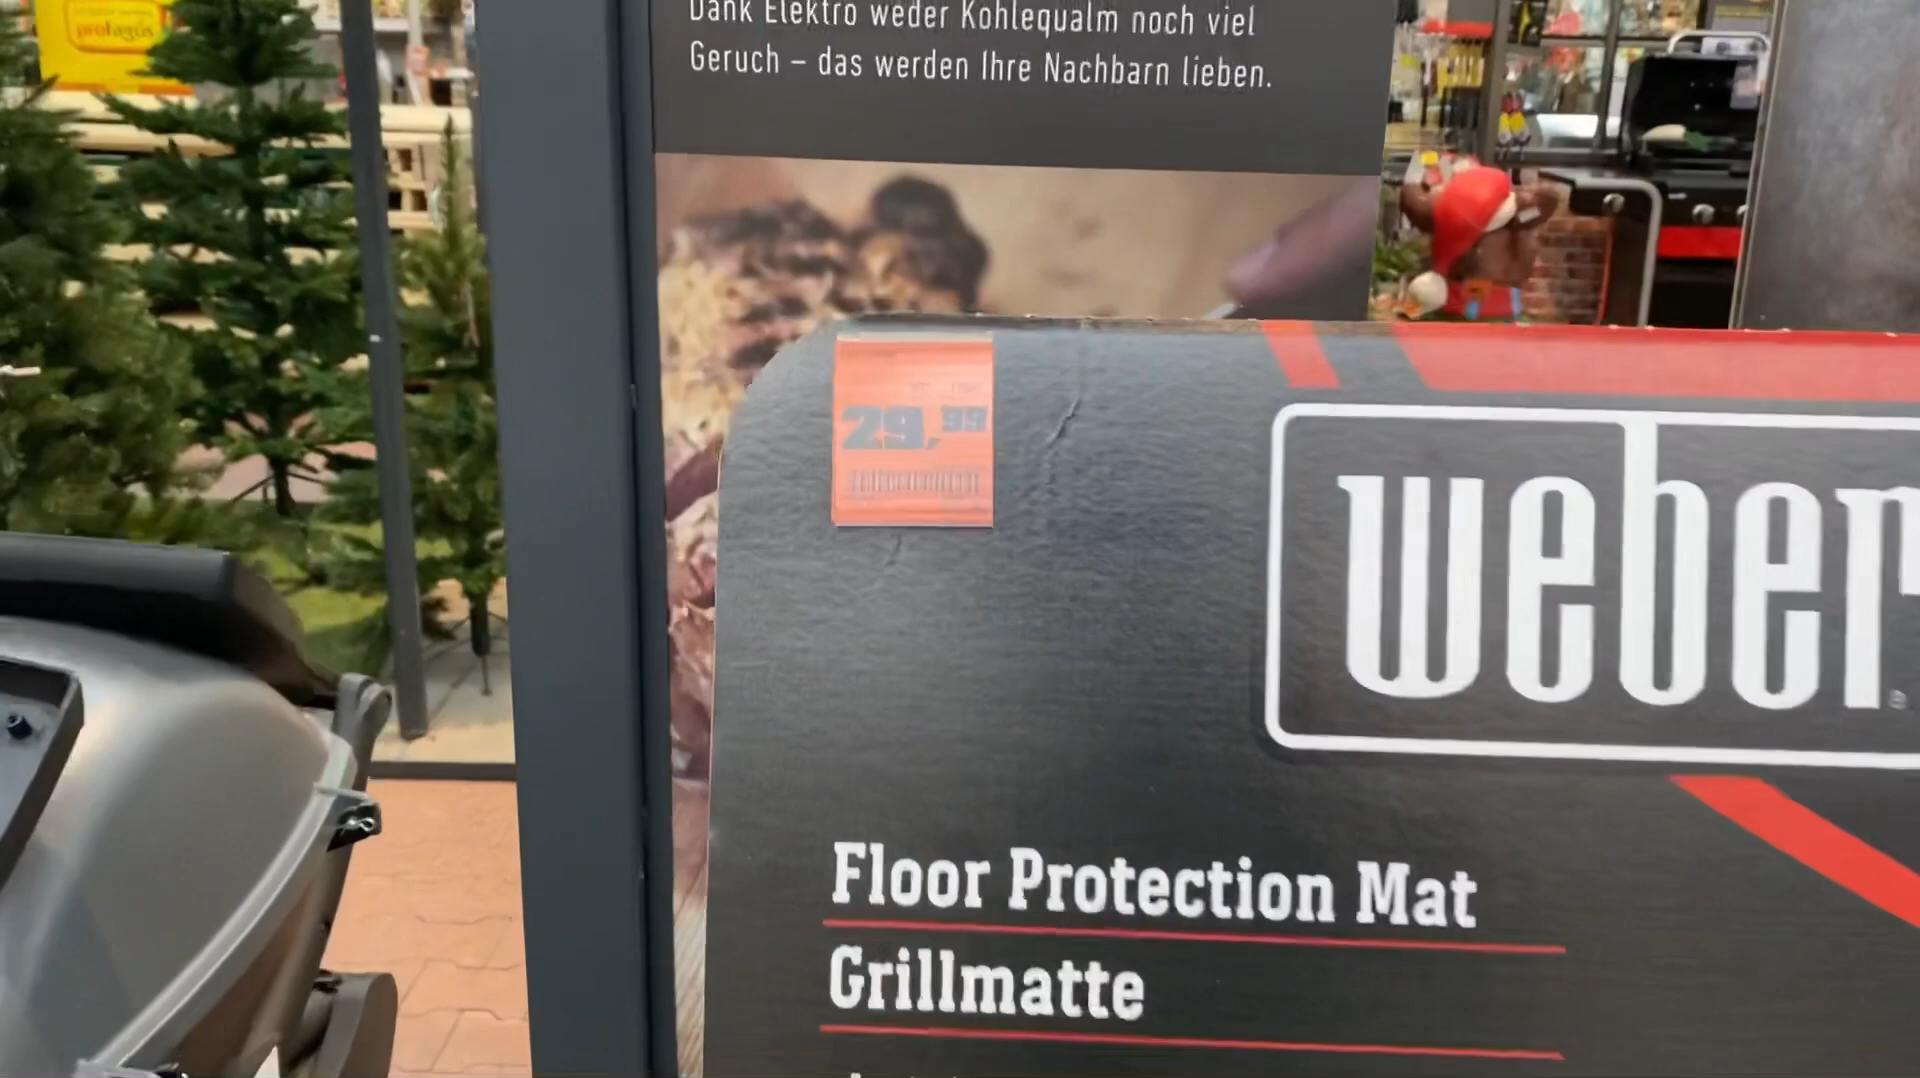 profagus
Dank Elektro weder Kohlequalm noch viel
Geruch – das werden Ihre Nachbarn lieben.
29,99
weber
Floor Protection Mat
Grillmatte